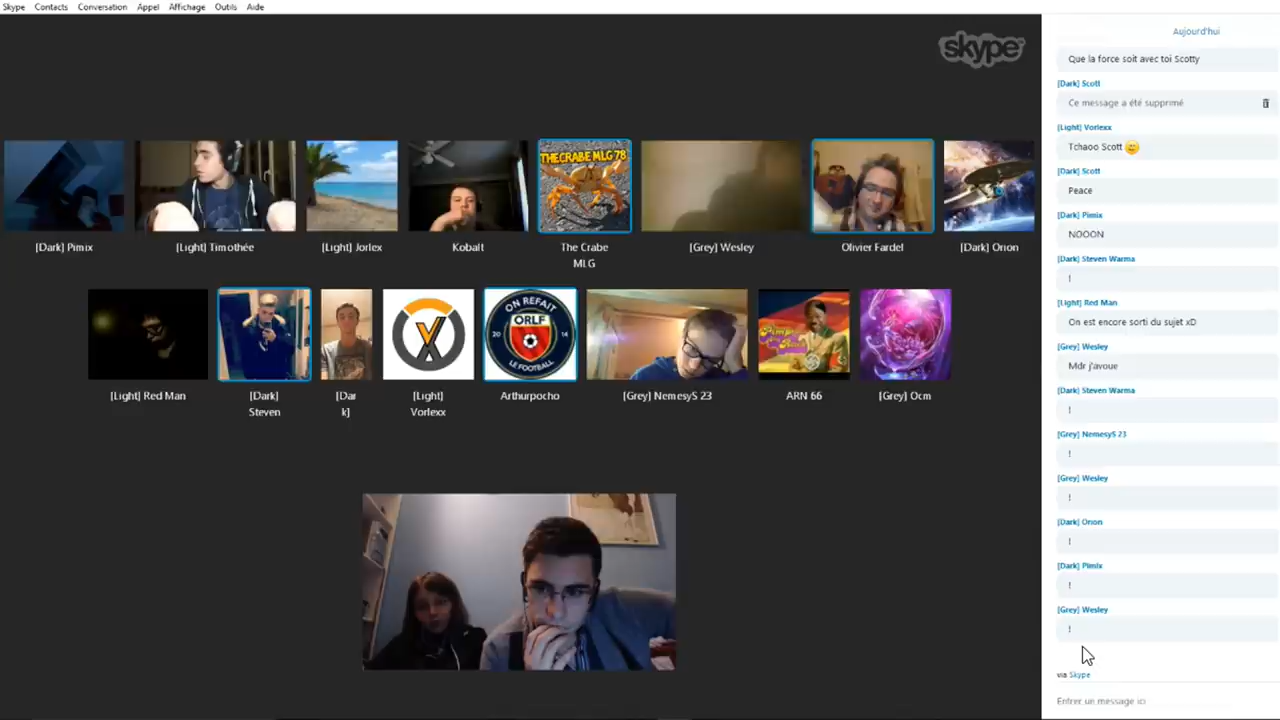 Skype Contacts Conversation Appel Affichage Outils Aide
skype
THECRABE MLG 78
[Dark] Pimix
[Light] Timothée
[Light] Jorlex
Kobalt
The Crabe
MLG
[Grey] Wesley
Olivier Fardel
[Dark] Orion
ON REFAIT
ORLF
20 14
LE FOOTBALL
[Light] Red Man
[Dark]
Steven
[Dar
k]
[Light]
Vorlexx
Arthurpocho
[Grey] NemesyS 23
ARN 66
[Grey] Ocm
Aujourd'hui
Que la force soit avec toi Scotty
[Dark] Scott
Ce message a été supprimé
[Light] Vorlexx
Tchaoo Scott
[Dark] Scott
Peace
[Dark] Pimix
NOOON
[Dark] Steven Warma
!
[Light] Red Man
On est encore sorti du sujet xD
[Grey] Wesley
Mdr j'avoue
[Dark] Steven Warma
!
[Grey] NemesyS 23
!
[Grey] Wesley
!
[Dark] Orion
!
[Dark] Pimix
!
[Grey] Wesley
!
via Skype
Entrer un message ici